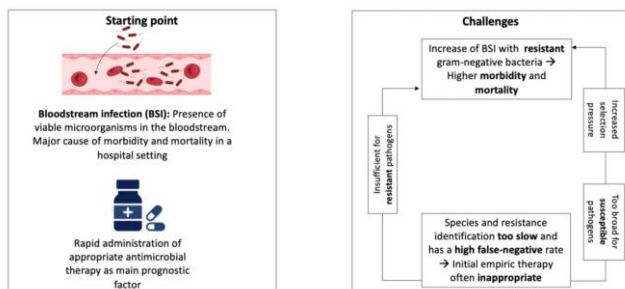 Starting point
Bloodstream infection (BSI): Presence of
viable microorganisms in the bloodstream.
Major cause of morbidity and mortality in a
hospital setting
Rapid administration of
appropriate antimicrobial
therapy as main prognostic
factor
Challenges
Increase of BSI with resistant
gram-negative bacteria →
Higher morbidity and
mortality
Insufficient for
resistant pathogens
Increased
selection
pressure
Too broad for
susceptible
pathogens
Species and resistance
identification too slow and
has a high false-negative rate
→ Initial empiric therapy
often inappropriate